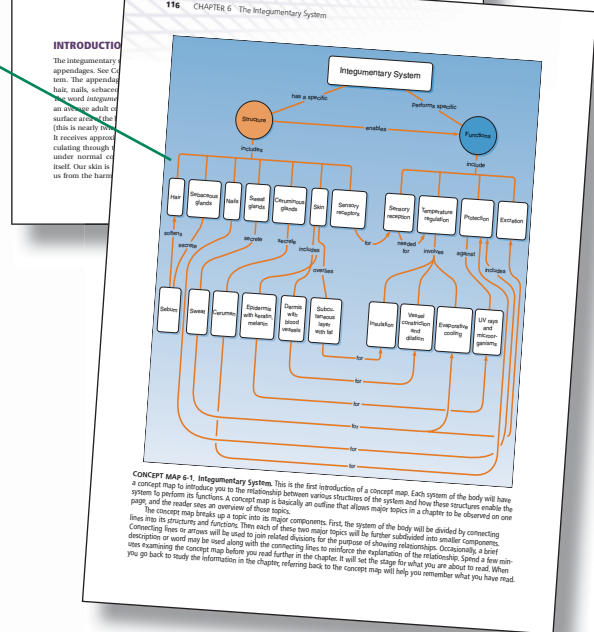 INTRODUCTIO
The integumentary s
appendages. See Co
tem. The appendag
hair, nails, sebaceo
The word integume
an average adult co
surface area of the b
(this is nearly twi
It receives approxi
culating through t
under normal co
itself. Our skin is
us from the harm
116 CHAPTER 6 The Integumentary System
Integumentary System
has a specific
Performs specific
Structure
enables
Functions
includes
include
Hair
Sebaceous
glands
Nails
Sweat
glands
Ceruminous
glands
Skin
Sensory
receptors
Sensory
reception
Temperature
regulation
Protection
Excretion
softens
secrete
secrete
secrete
includes
overlies
for
needed
for
involves
against
includes
Sebum
Sweat
Cerumen
Epidermis
with keratin,
melanin
Dermis
with
blood
vessels
Subcu-
taneous
layer
with fat
Insulation
Vessel
constriction
and
dilation
Evaporative
cooling
UV rays
and
microor-
ganisms
for
for
for
for
for
for
CONCEPT MAP 6-1. Integumentary System. This is the first introduction of a concept map. Each system of the body will have
a concept map to introduce you to the relationship between various structures of the system and how these structures enable the
system to perform its functions. A concept map is basically an outline that allows major topics in a chapter to be observed on one
page, and the reader sees an overview of those topics.
The concept map breaks up a topic into its major components. First, the system of the body will be divided by connecting
lines into its structures and functions. Then each of these two major topics will be further subdivided into smaller components.
Connecting lines or arrows will be used to join related divisions for the purpose of showing relationships. Occasionally, a brief
description or word may be used along with the connecting lines to reinforce the explanation of the relationship. Spend a few min-
utes examining the concept map before you read further in the chapter. It will set the stage for what you are about to read. When
you go back to study the information in the chapter, referring back to the concept map will help you remember what you have read.